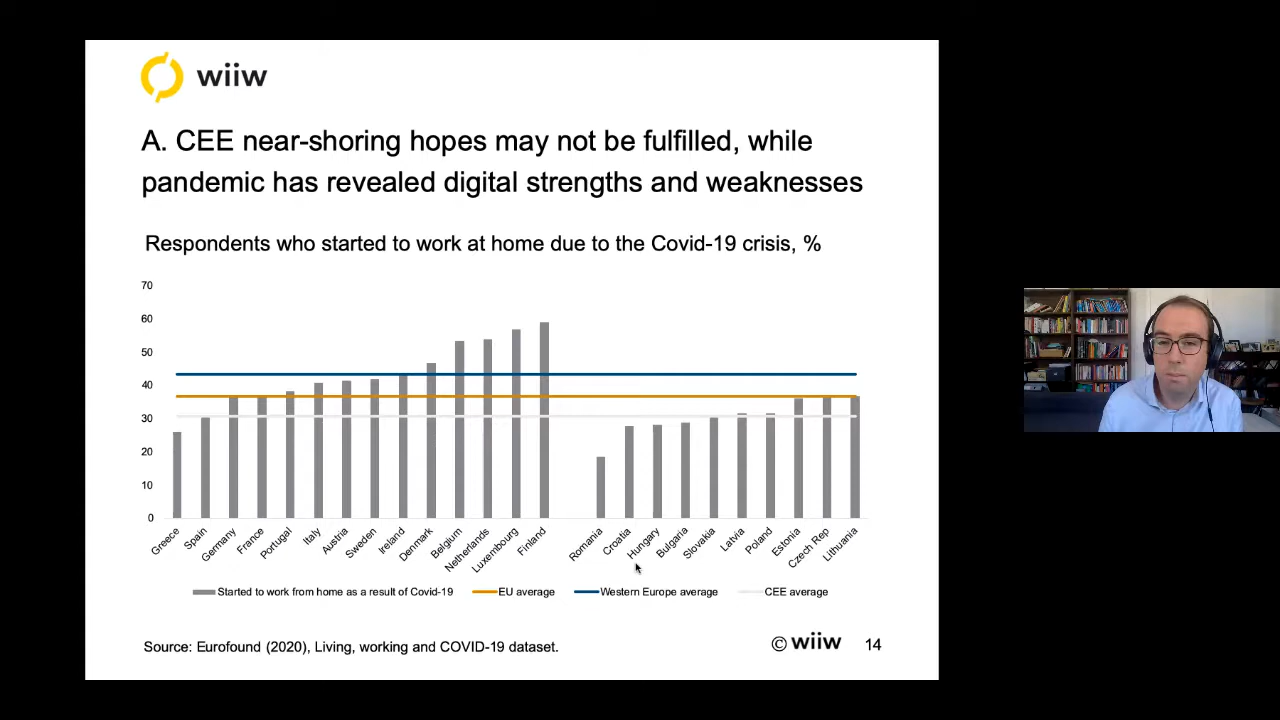 wiiw
A. CEE near-shoring hopes may not be fulfilled, while
pandemic has revealed digital strengths and weaknesses
Respondents who started to work at home due to the Covid-19 crisis, %
70
60
50
40
30
20
10
0
Greece
Spain
Germany
France
Portugal
Italy
Austria
Sweden
Ireland
Denmark
Belgium
Netherlands
Luxembourg
Finland
Romania
Croatia
Hungary
Bulgaria
Slovakia
Latvia
Poland
Estonia
Czech Rep
Lithuania
Started to work from home as a result of Covid-19 EU average Western Europe average CEE average
Source: Eurofound (2020), Living, working and COVID-19 dataset.
© wiiw 14